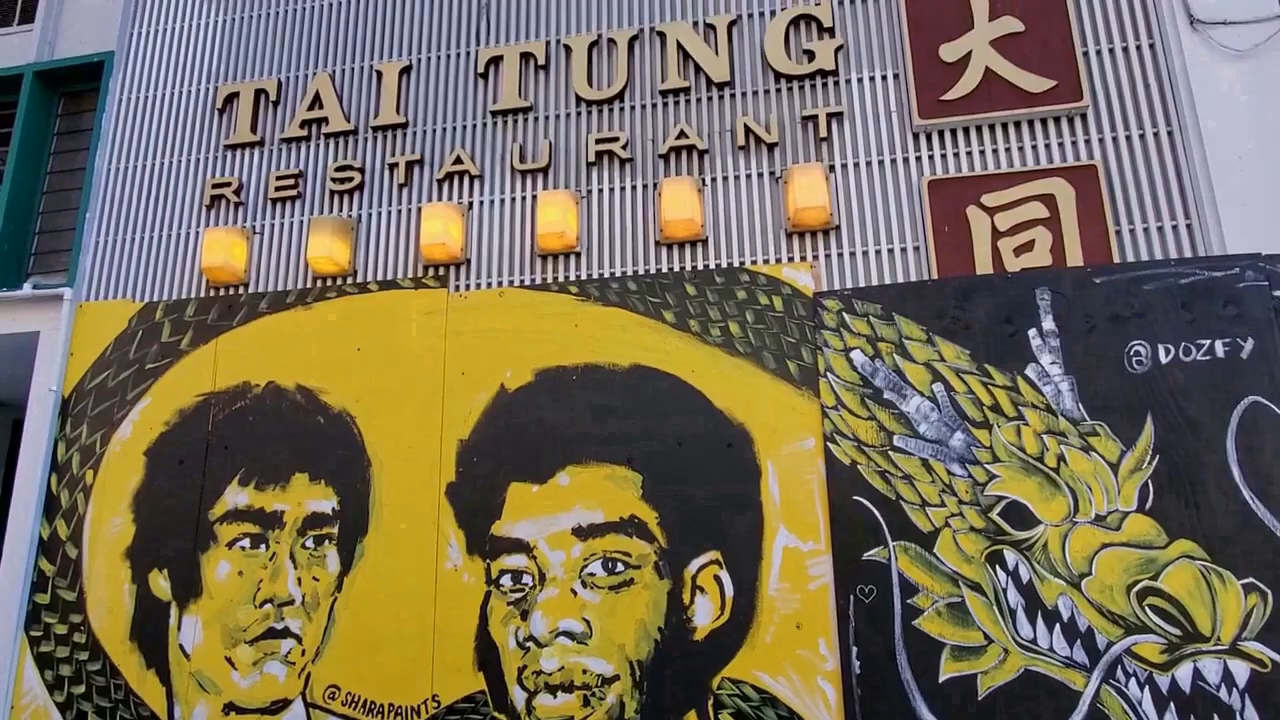 TAI TUNG
RESTAURANT
大
同
@DOZFY
@SHARAPAINTS